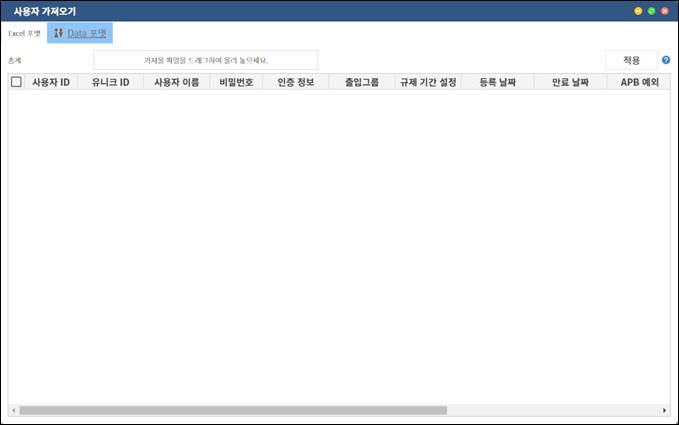 사용자 가져오기
Excel 포맷 Data 포맷
총계 가져올 파일을 드래그하여 올려 놓으세요. 적용
사용자 ID 유니크 ID 사용자 이름 비밀번호 인증 정보 출입그룹 규제 기간 설정 등록 날짜 만료 날짜 APB 예외